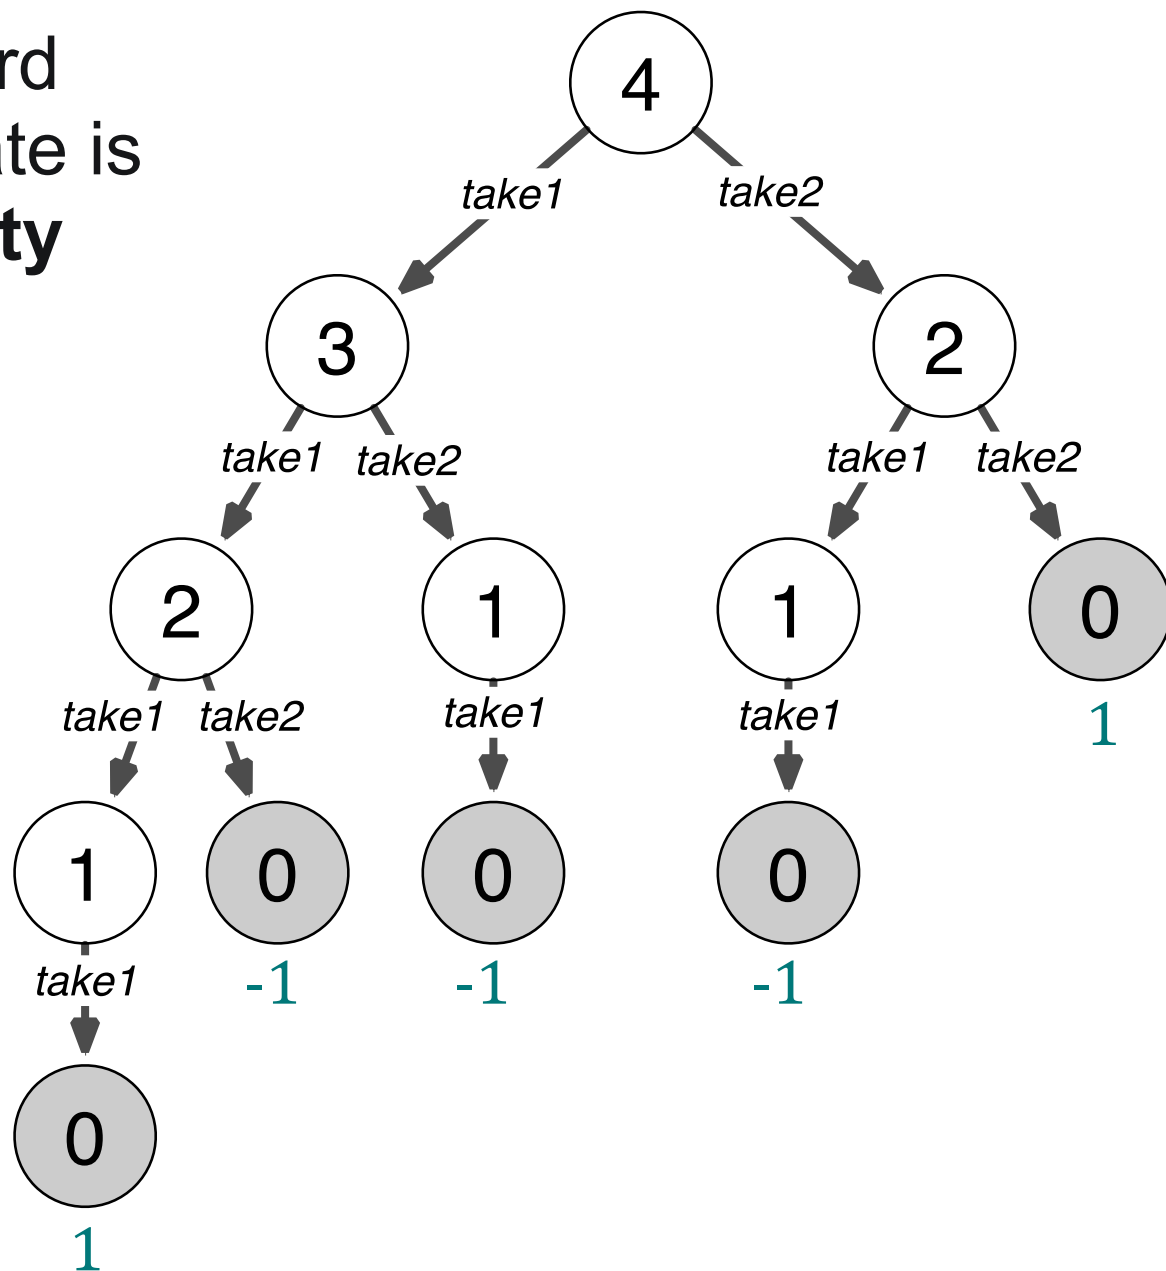 rd
ate is
ty
4
take1 take2
3 2
take1 take2 take1 take2
2 1 1 0
1
take1 take2 take1 take1
1 0 0 0
-1 -1 -1
take1
0
1